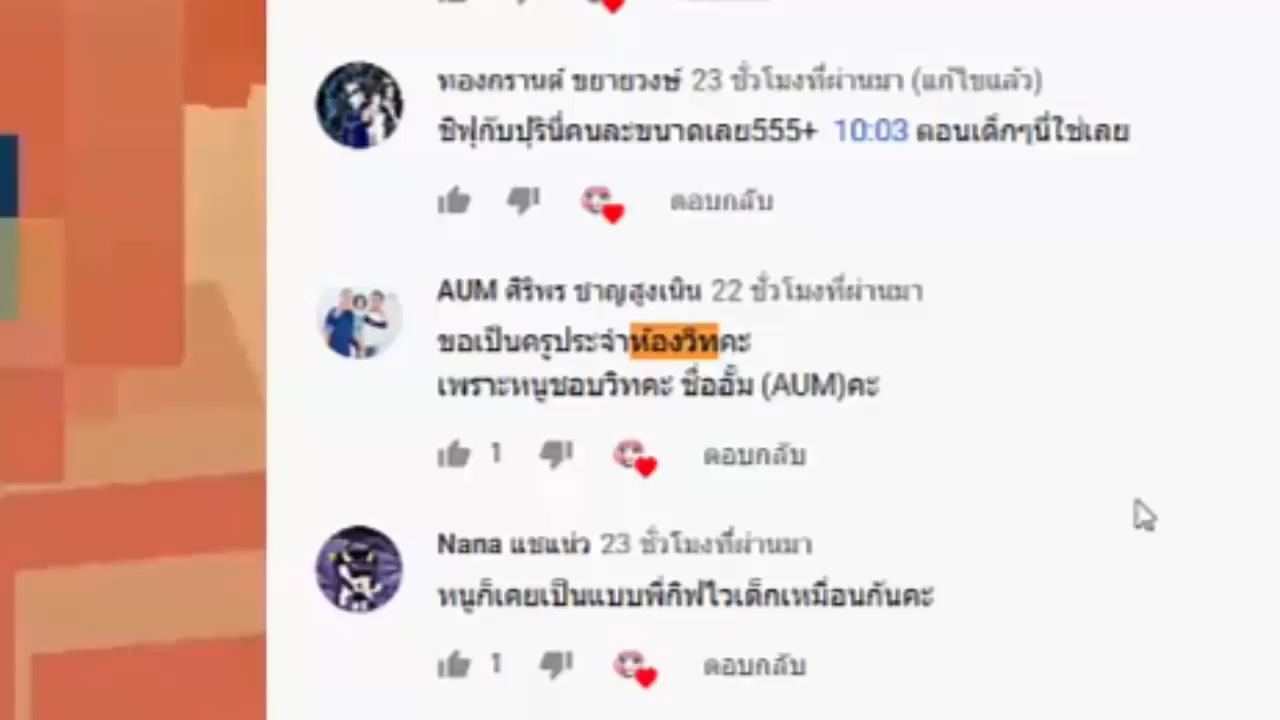 ทองกรานต์ ขยายวงษ์ 23 ชั่วโมงที่ผ่านมา (แก้ไขแล้ว)
ชิฟุกับปุรินี่คนละขนาดเลย555+ 10:03 ตอนเด็กๆนี่ใช่เลย
ตอบกลับ
AUM ศิริพร ชาญสูงเนิน 22 ชั่วโมงที่ผ่านมา
ขอเป็นครูประจำห้องวิทคะ
เพราะหนูชอบวิทคะ ชื่ออั้ม (AUM)คะ
1 ตอบกลับ
Nana แชแนว 23 ชั่วโมงที่ผ่านมา
หนูก็เคยเป็นแบบพี่กิฟไวเด็กเหมือนกันคะ
1 ตอบกลับ